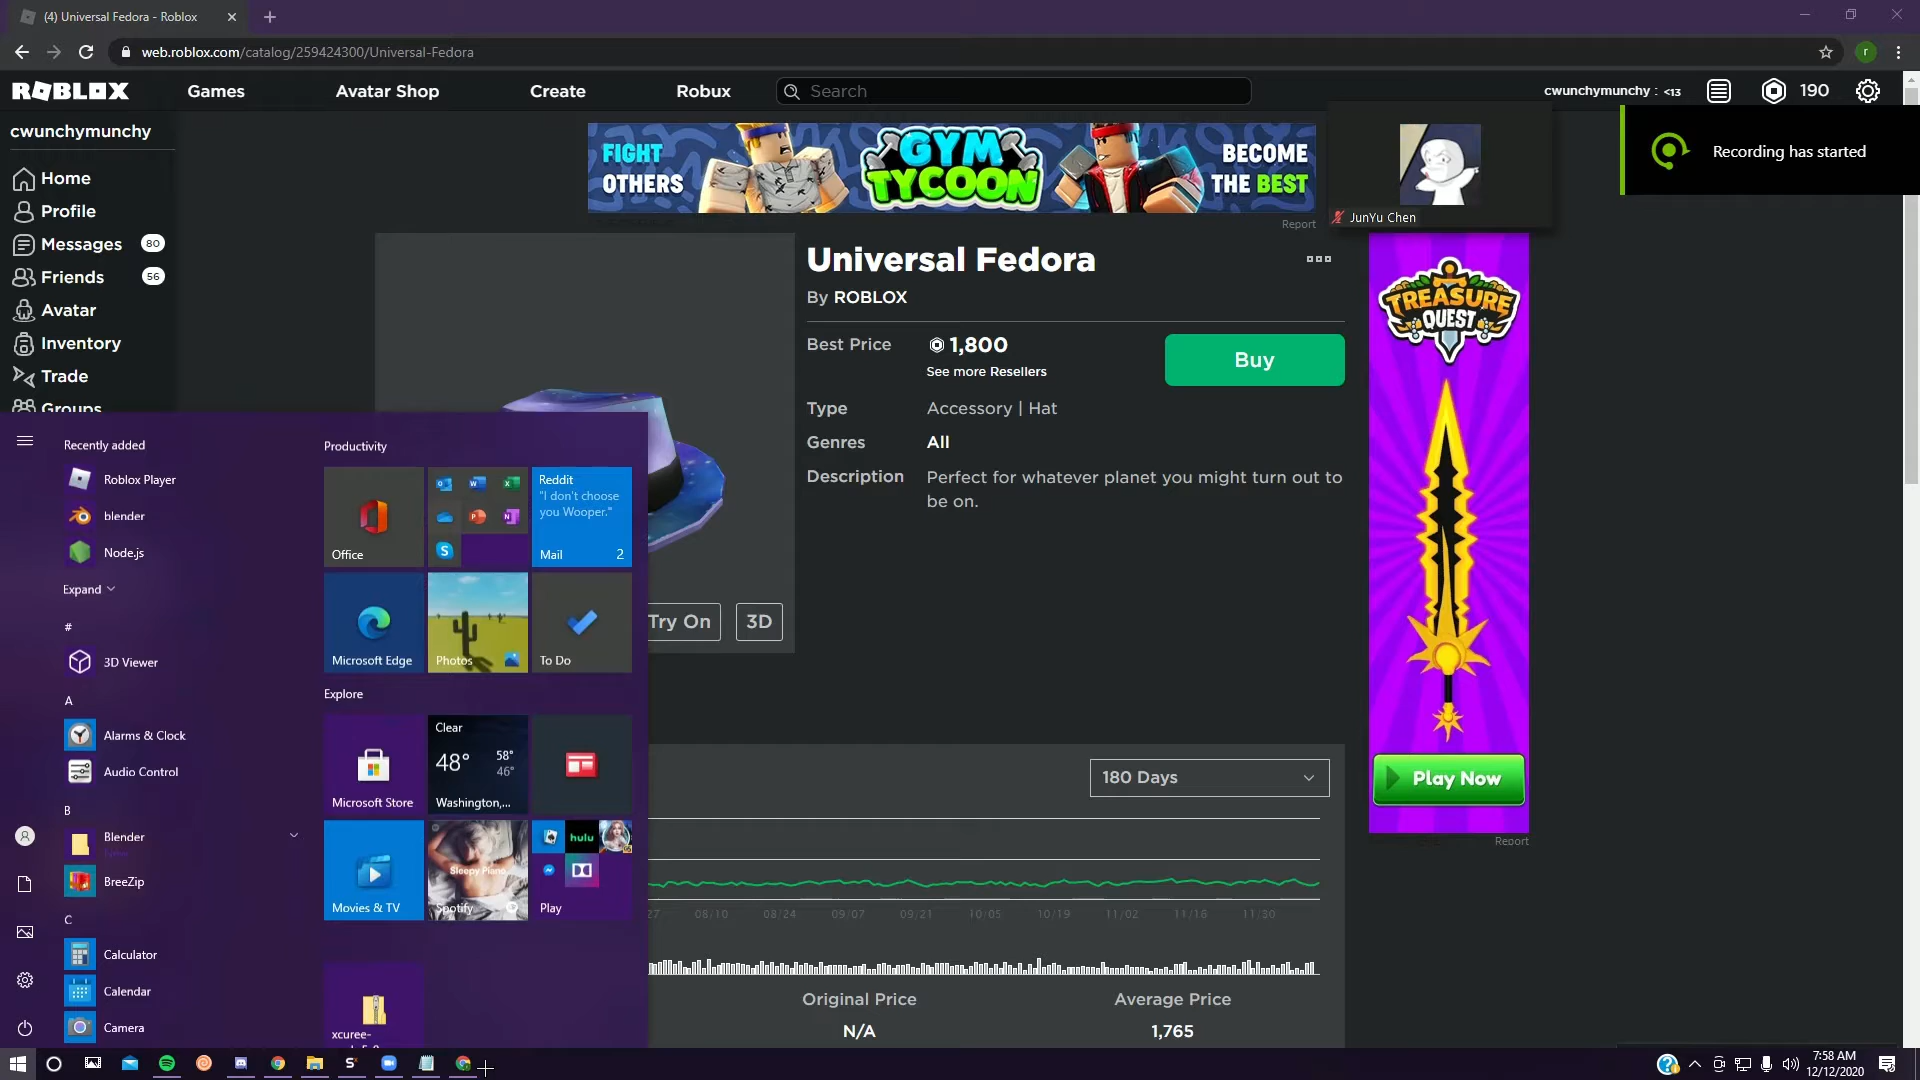 (4) Universal Fedora - Roblox
web.roblox.com/catalog/259424300/Universal-Fedora
ROBLOX
Games
Avatar Shop
Create
Robux
Search
cwunchymunchy : <13
190
cwunchymunchy
Home
Profile
Messages 80
Friends 56
Avatar
Inventory
Trade
Groups
FIGHT OTHERS
GYM TYCOON
BECOME THE BEST
Report
JunYu Chen
Recording has started
Universal Fedora
By ROBLOX
Best Price 1,800
See more Resellers
Buy
Type Accessory | Hat
Genres All
Description Perfect for whatever planet you might turn out to
be on.
Try On
3D
TREASURE QUEST
Play Now
Report
180 Days
27 08/10 08/24 09/07 09/21 10/05 10/19 11/02 11/16 11/30
Original Price
N/A
Average Price
1,765
Recently added
Roblox Player
blender
Node.js
Expand
#
3D Viewer
A
Alarms & Clock
Audio Control
B
Blender
BreeZip
C
Calculator
Calendar
Camera
Productivity
Office
Reddit
"I don't choose
you Wooper."
Mail 2
Microsoft Edge
Photos
To Do
Explore
Microsoft Store
Clear
48° 58°
46°
Washington,...
Movies & TV
Sleepy Piano
Spotify
hulu
Play
xcuree-
7:58 AM
12/12/2020